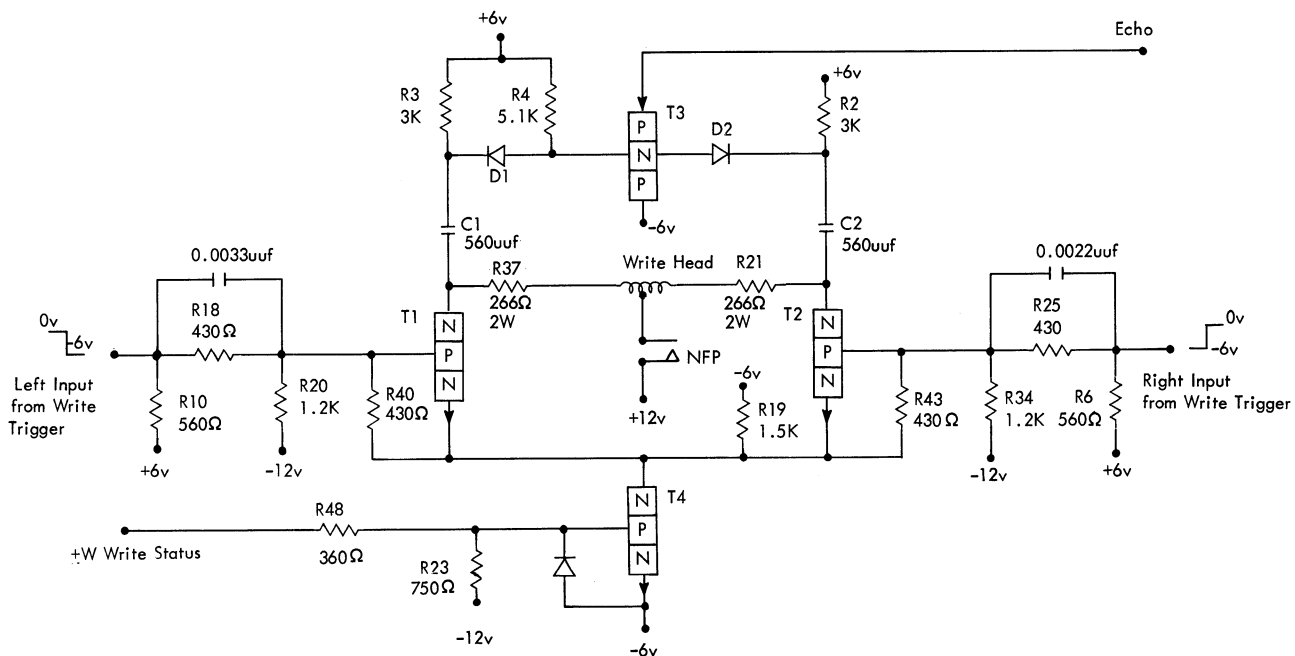 +6v
Echo
R3
3K
R4
5.1K
P
N
P
T3
D2
+6v
R2
3K
D1
-6v
C1
560uuf
C2
560uuf
0.0033uuf
R37
266Ω
2W
Write Head
R21
266Ω
2W
0.0022uuf
0v
-6v
R18
430Ω
T1
N
P
N
T2
N
P
N
R25
430
0v
-6v
NFP
Left Input
from Write
Trigger
R10
560Ω
R20
1.2K
R40
430Ω
+12v
-6v
R19
1.5K
R43
430Ω
R34
1.2K
R6
560Ω
Right Input
from Write Trigger
+6v
-12v
-12v
+6v
N
P
N
T4
R48
360Ω
+W Write Status
R23
750Ω
-12v
-6v